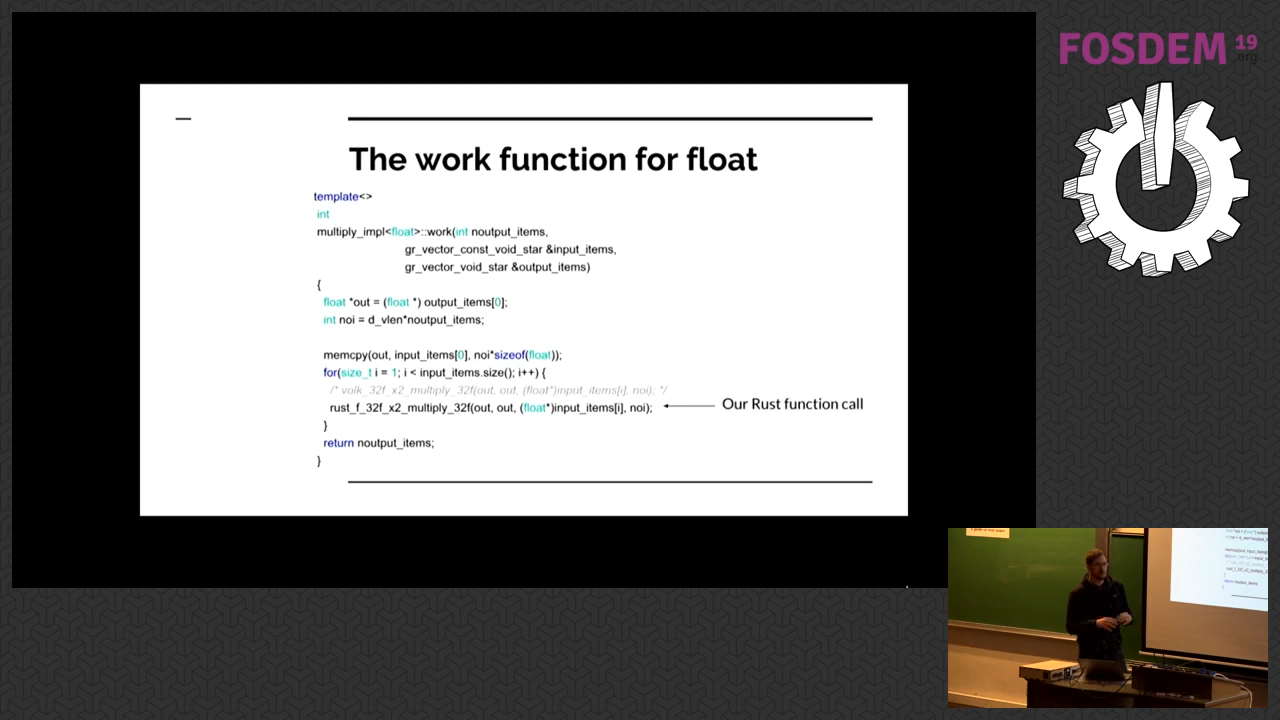 FOSDEM 19
.org
The work function for float
template<>
int
multiply_impl<float>::work(int noutput_items,
gr_vector_const_void_star &input_items,
gr_vector_void_star &output_items)
{
float *out = (float *) output_items[0];
int noi = d_vlen*noutput_items;
memcpy(out, input_items[0], noi*sizeof(float));
for(size_t i = 1; i < input_items.size(); i++) {
/* volk_32f_x2_multiply_32f(out, out, (float*)input_items[i], noi); */
rust_f_32f_x2_multiply_32f(out, out, (float*)input_items[i], noi);
Our Rust function call
}
return noutput_items;
}